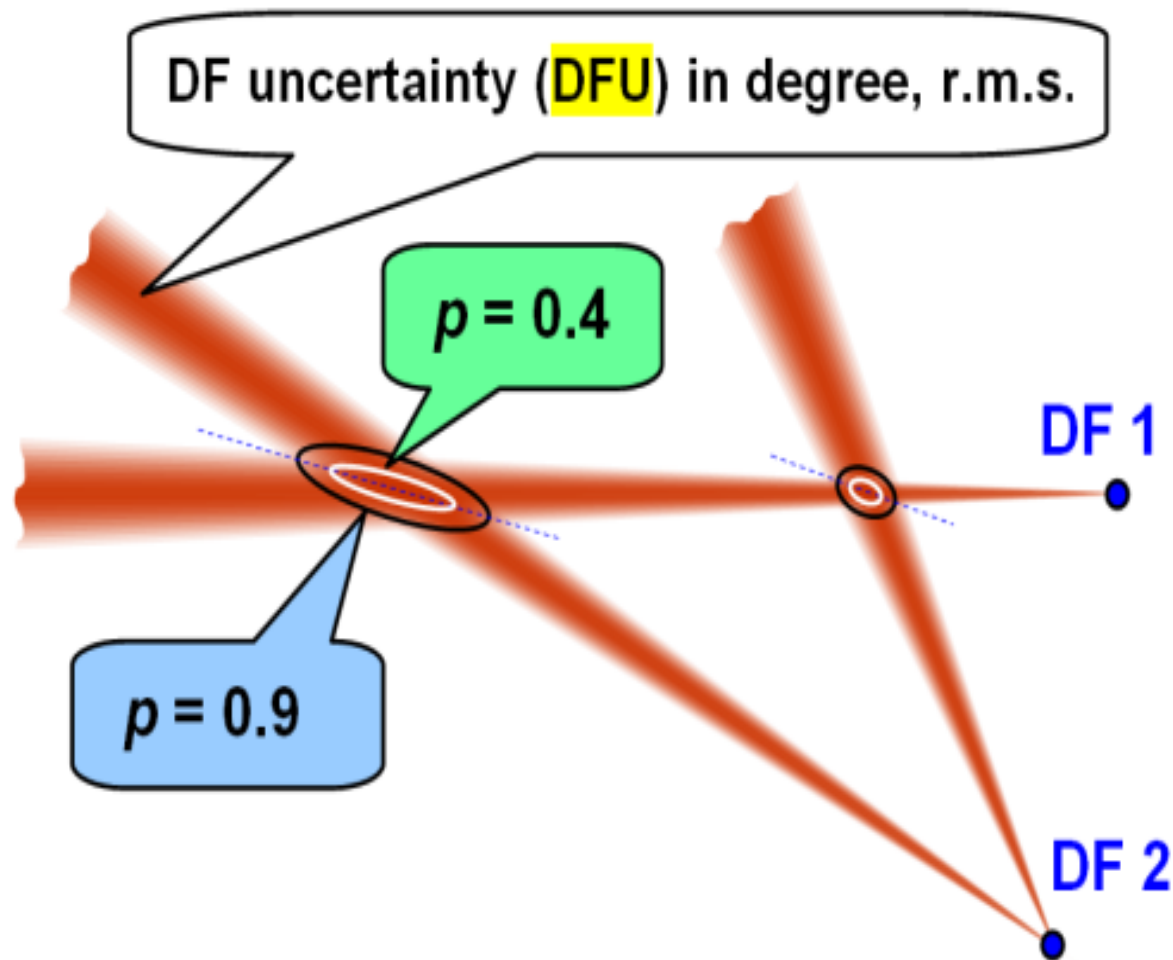 DF uncertainty (DFU) in degree, r.m.s.
p = 0.4
DF 1
p = 0.9
DF 2